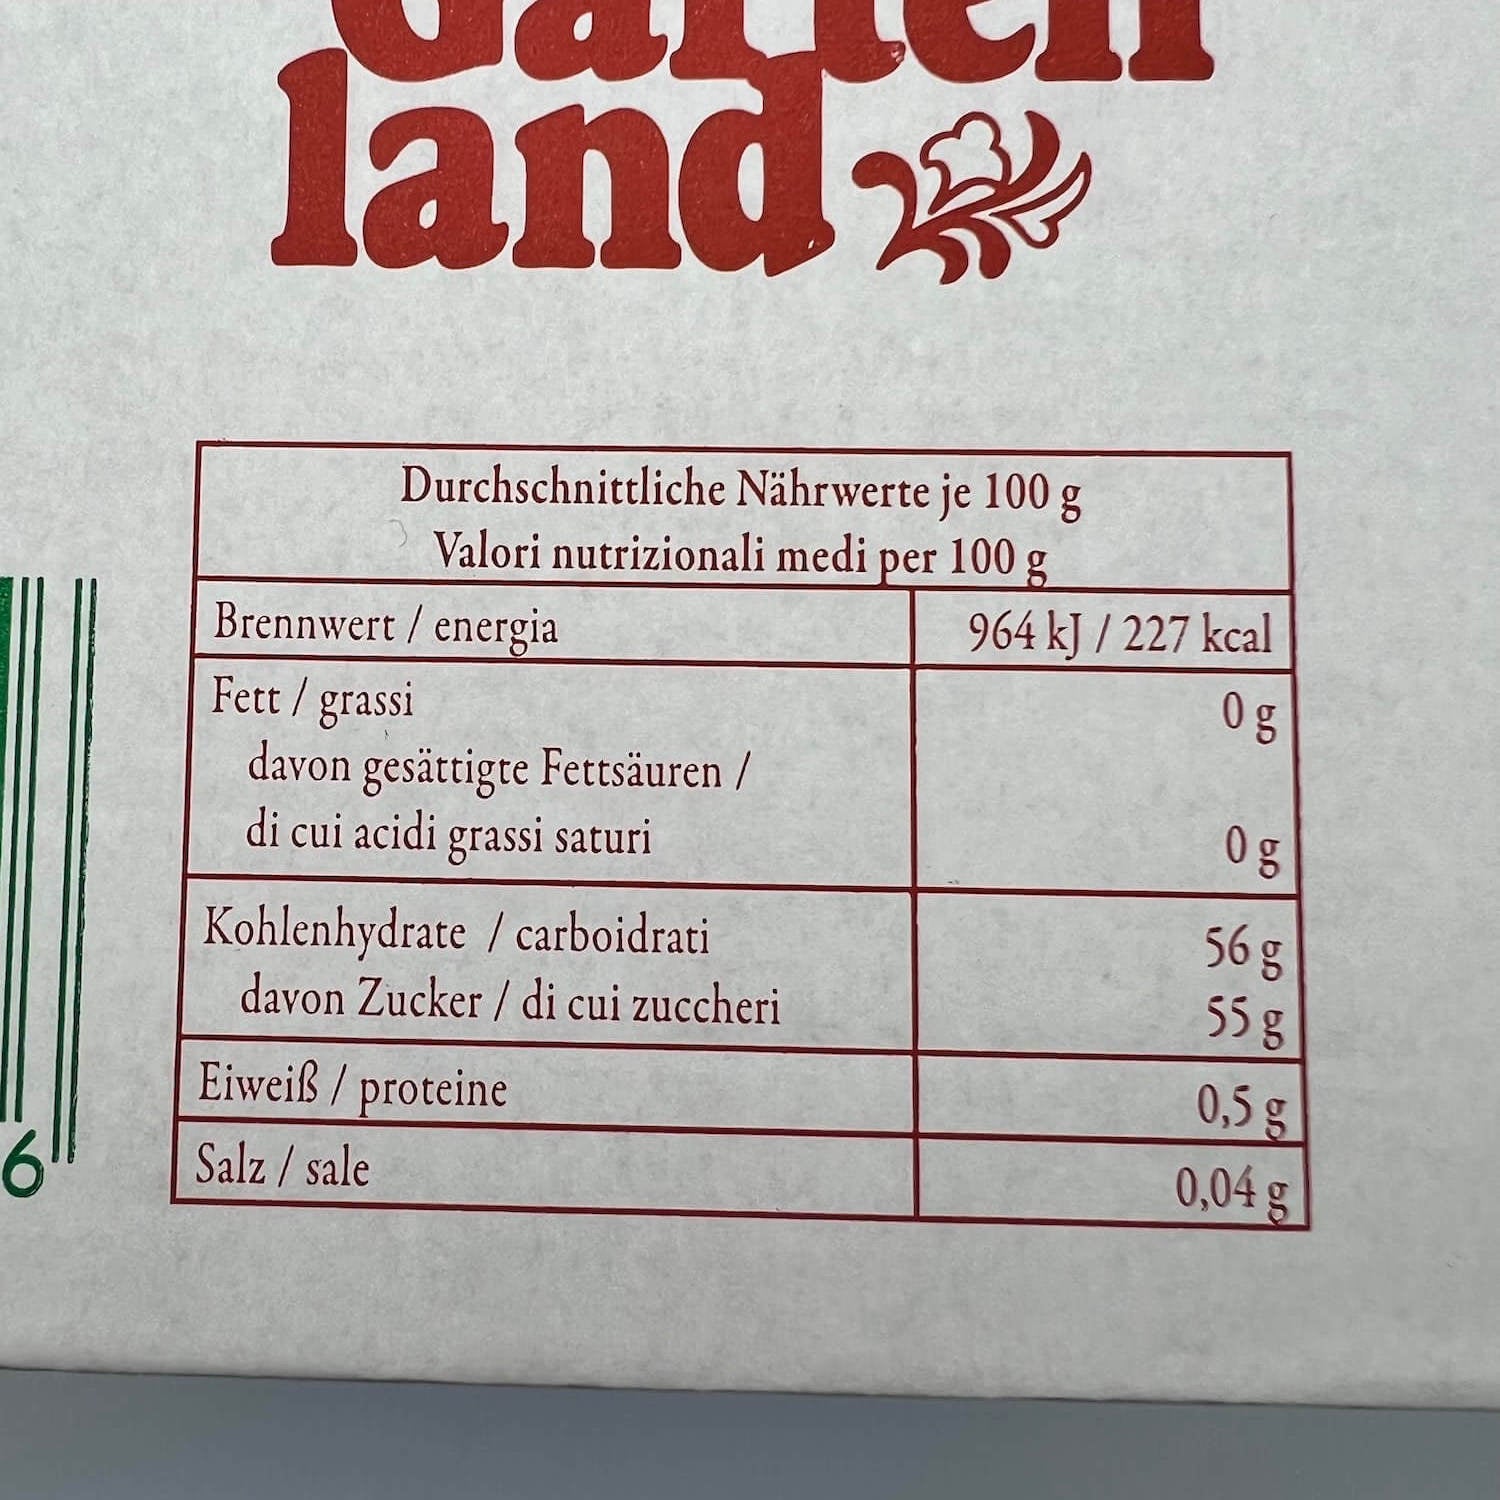 Garten
land
Durchschnittliche Nährwerte je 100 g
Valori nutrizionali medi per 100 g
Brennwert / energia 964 kJ / 227 kcal
Fett / grassi 0 g
davon gesättigte Fettsäuren /
di cui acidi grassi saturi 0 g
Kohlenhydrate / carboidrati 56 g
davon Zucker / di cui zuccheri 55 g
Eiweiß / proteine 0,5 g
Salz / sale 0,04 g
6